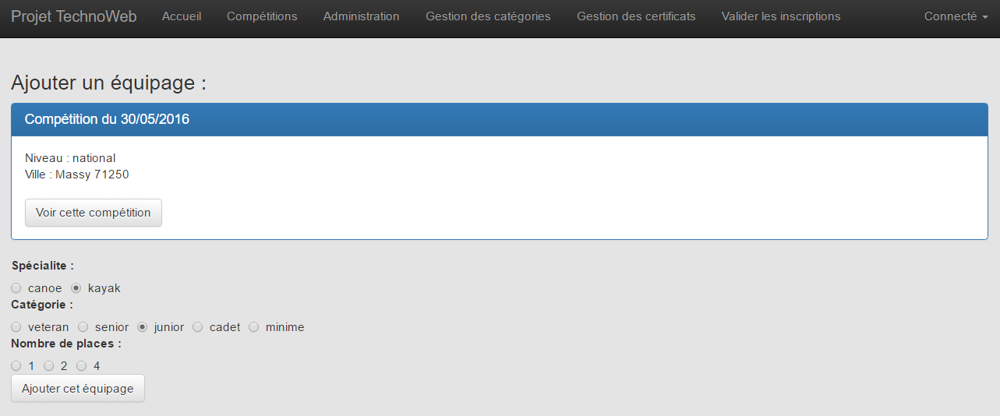 Projet TechnoWeb Accueil Compétitions Administration Gestion des catégories Gestion des certificats Valider les inscriptions Connecté
Ajouter un équipage :
Compétition du 30/05/2016
Niveau : national
Ville : Massy 71250
Voir cette compétition
Spécialite :
canoe kayak
Catégorie :
veteran senior junior cadet minime
Nombre de places :
1 2 4
Ajouter cet équipage